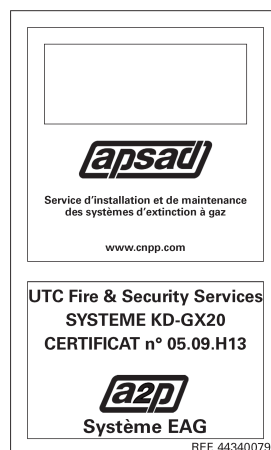 apsad
Service d'installation et de maintenance
des systèmes d'extinction à gaz
www.cnpp.com
UTC Fire & Security Services
SYSTEME KD-GX20
CERTIFICAT n° 05.09.H13
a2p
Système EAG
REF 44340079